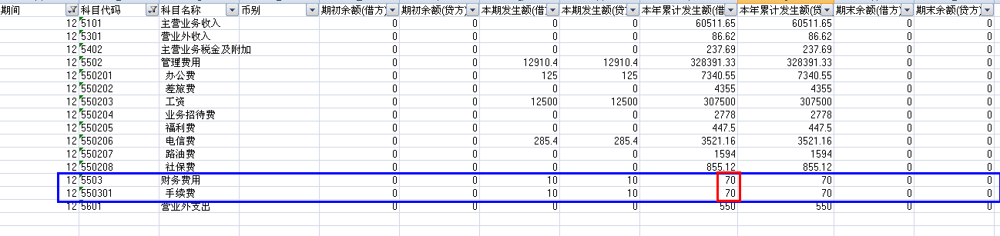 期间 科目代码 科目名称 币别 期初余额(借方) 期初余额(贷方) 本期发生额(借方) 本期发生额(贷方) 本年累计发生额(借 本年累计发生额(贷 期末余额(借方) 期末余额(贷方)
12 5101 主营业务收入 0 0 0 0 60511.65 60511.65 0 0
12 5301 营业外收入 0 0 0 0 86.62 86.62 0 0
12 5402 主营业务税金及附加 0 0 0 0 237.69 237.69 0 0
12 5502 管理费用 0 0 12910.4 12910.4 328391.33 328391.33 0 0
12 550201 办公费 0 0 125 125 7340.55 7340.55 0 0
12 550202 差旅费 0 0 0 0 4355 4355 0 0
12 550203 工资 0 0 12500 12500 307500 307500 0 0
12 550204 业务招待费 0 0 0 0 2778 2778 0 0
12 550205 福利费 0 0 0 0 447.5 447.5 0 0
12 550206 电信费 0 0 285.4 285.4 3521.16 3521.16 0 0
12 550207 路油费 0 0 0 0 1594 1594 0 0
12 550208 社保费 0 0 0 0 855.12 855.12 0 0
12 5503 财务费用 0 0 10 10 70 70 0 0
12 550301 手续费 0 0 10 10 70 70 0 0
12 5601 营业外支出 0 0 0 0 550 550 0 0